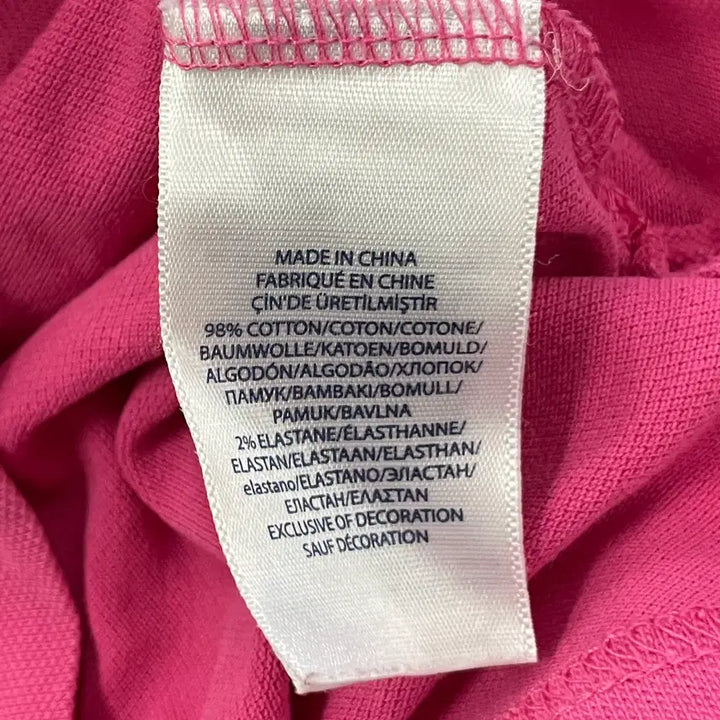 MADE IN CHINA
FABRIQUÉ EN CHINE
ÇİN'DE ÜRETİLMİŞTİR
98% COTTON/COTON/COTONE/
BAUMWOLLE/KATOEN/BOMULD/
ALGODÓN/ALGODÃO/ХЛОПОК/
ПАМУК/BAMBAKI/BOMULL/
PAMUK/BAVLNA
2% ELASTANE/ÉLASTHANNE/
ELASTAN/ELASTAAN/ELASTHAN/
elastano/ELASTANO/ЭЛАСТАН/
ЕЛАСТАН/ΕΛΑΣΤΑΝ
EXCLUSIVE OF DECORATION
SAUF DÉCORATION